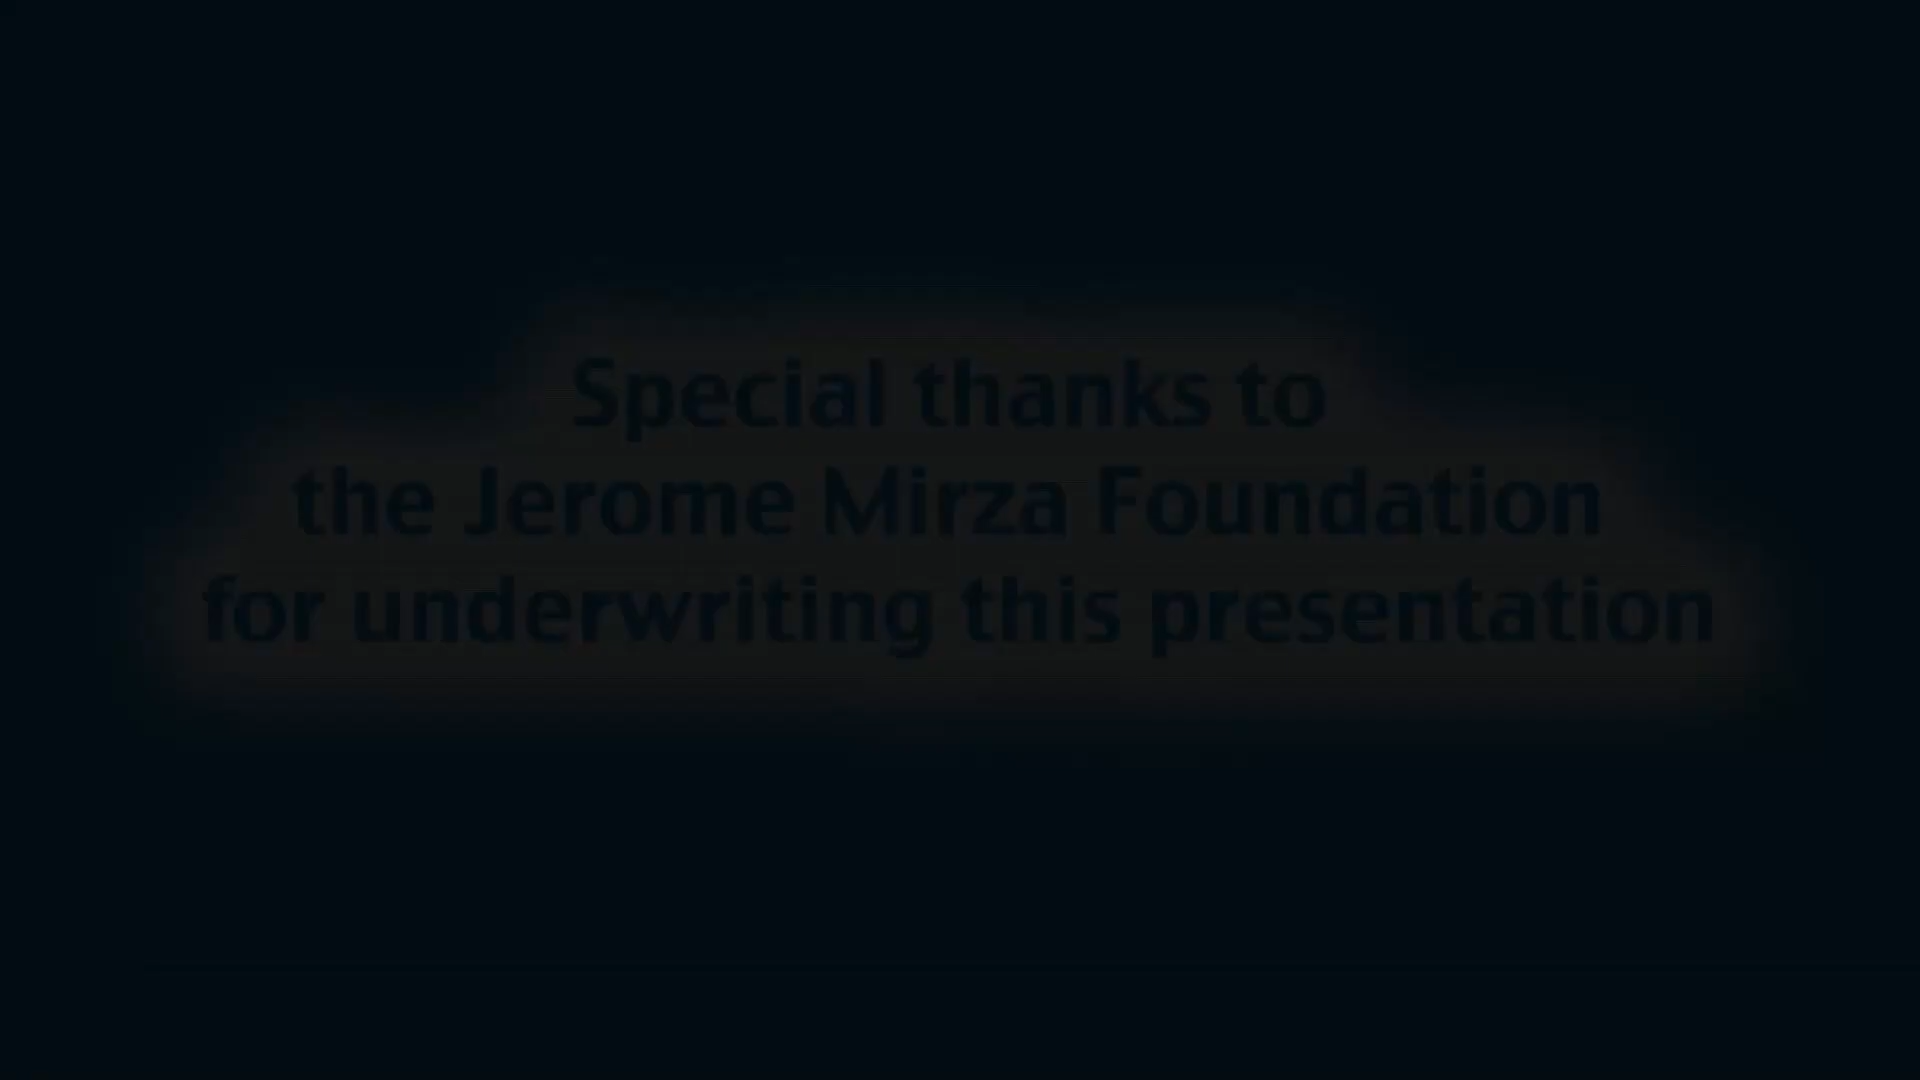 Special thanks to
the Jerome Mirza Foundation
for underwriting this presentation